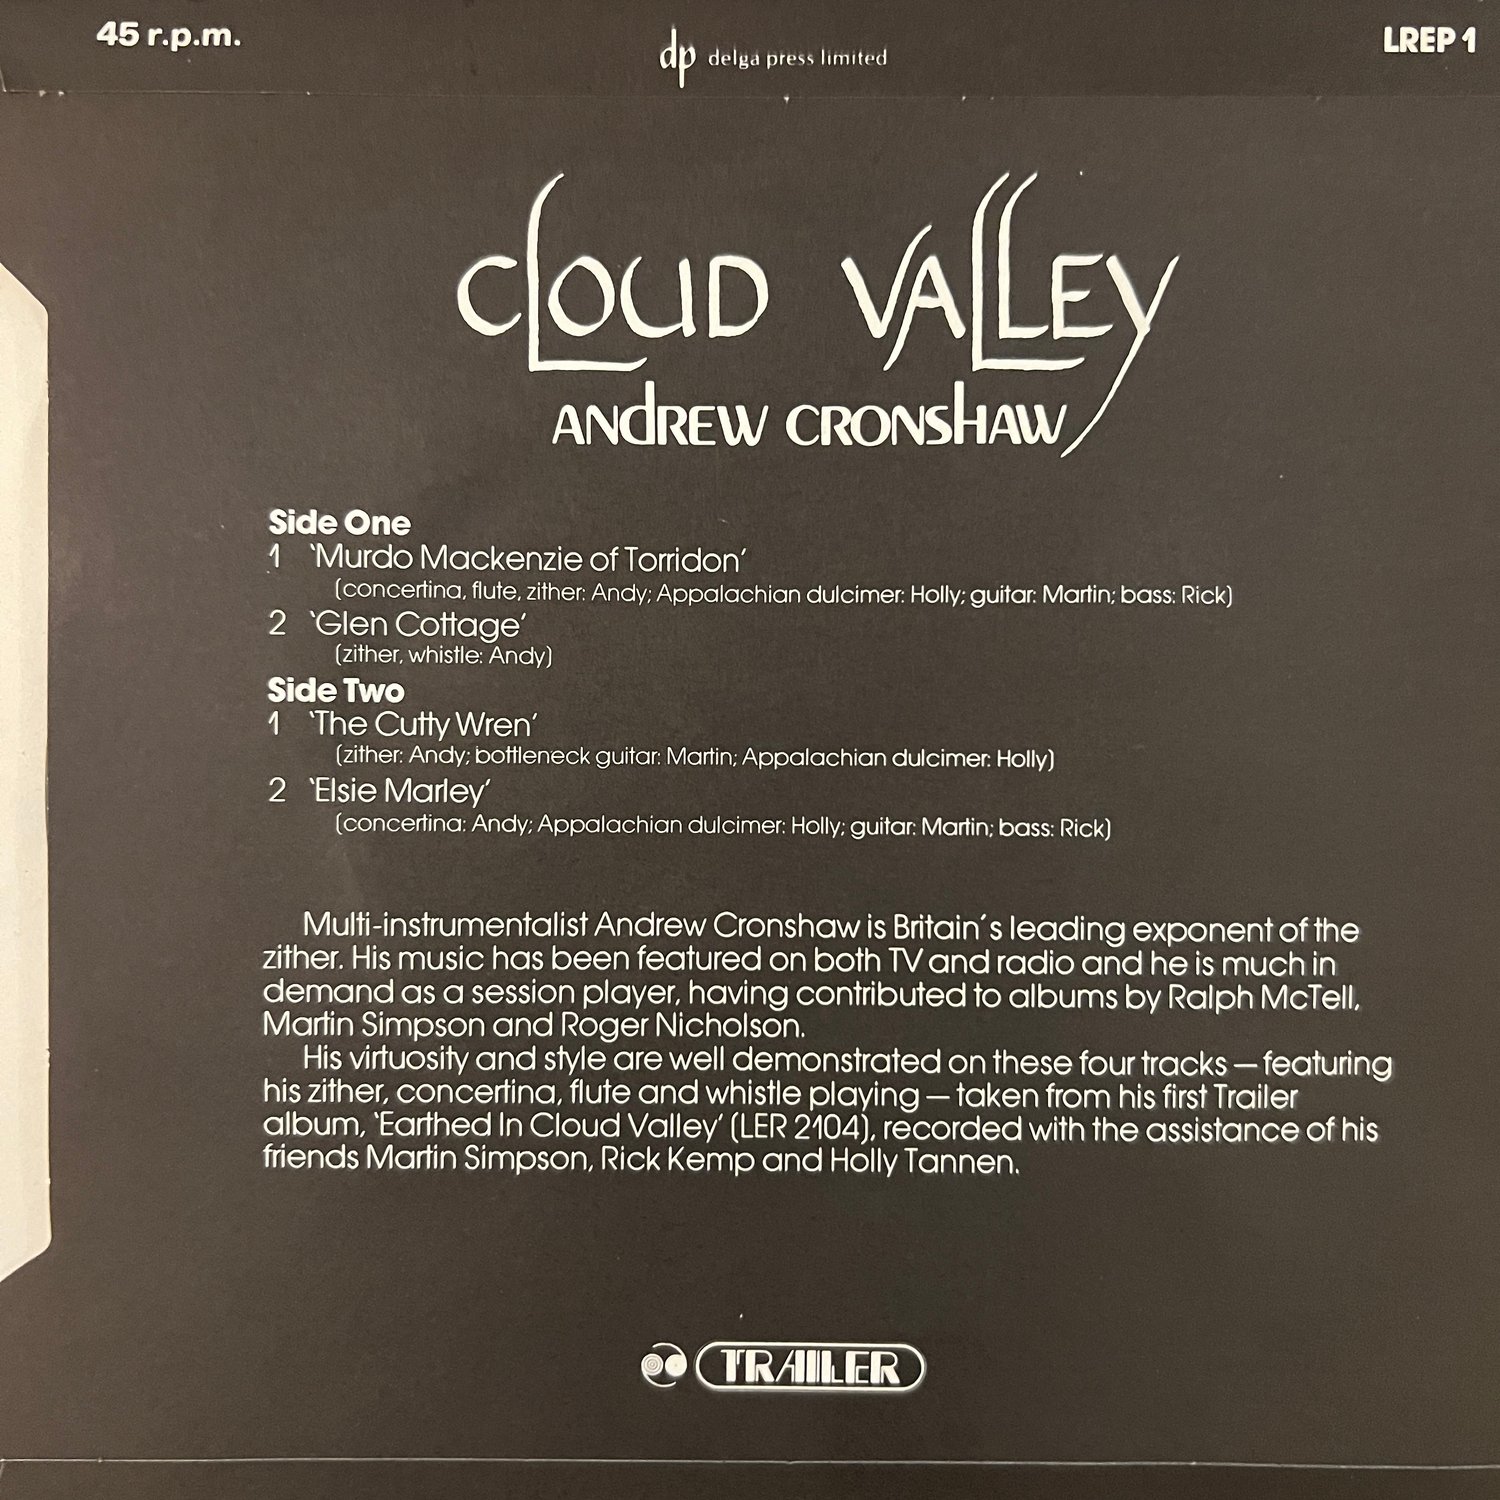 45 r.p.m.
dp delga press limited
LREP 1
CLOUD VALLEY
ANdREW CRONShAW
Side One
1 ‘Murdo Mackenzie of Torridon’
(concertina, flute, zither: Andy; Appalachian dulcimer: Holly; guitar: Martin; bass: Rick)
2 ‘Glen Cottage’
(zither, whistle: Andy)
Side Two
1 ‘The Cutty Wren’
(zither: Andy; bottleneck guitar: Martin; Appalachian dulcimer: Holly)
2 ‘Elsie Marley’
(concertina: Andy; Appalachian dulcimer: Holly; guitar: Martin; bass: Rick)
Multi-instrumentalist Andrew Cronshaw is Britain's leading exponent of the
zither. His music has been featured on both TV and radio and he is much in
demand as a session player, having contributed to albums by Ralph McTell,
Martin Simpson and Roger Nicholson.
His virtuosity and style are well demonstrated on these four tracks — featuring
his zither, concertina, flute and whistle playing — taken from his first Trailer
album, ‘Earthed In Cloud Valley’ (LER 2104), recorded with the assistance of his
friends Martin Simpson, Rick Kemp and Holly Tannen.
TRAILER